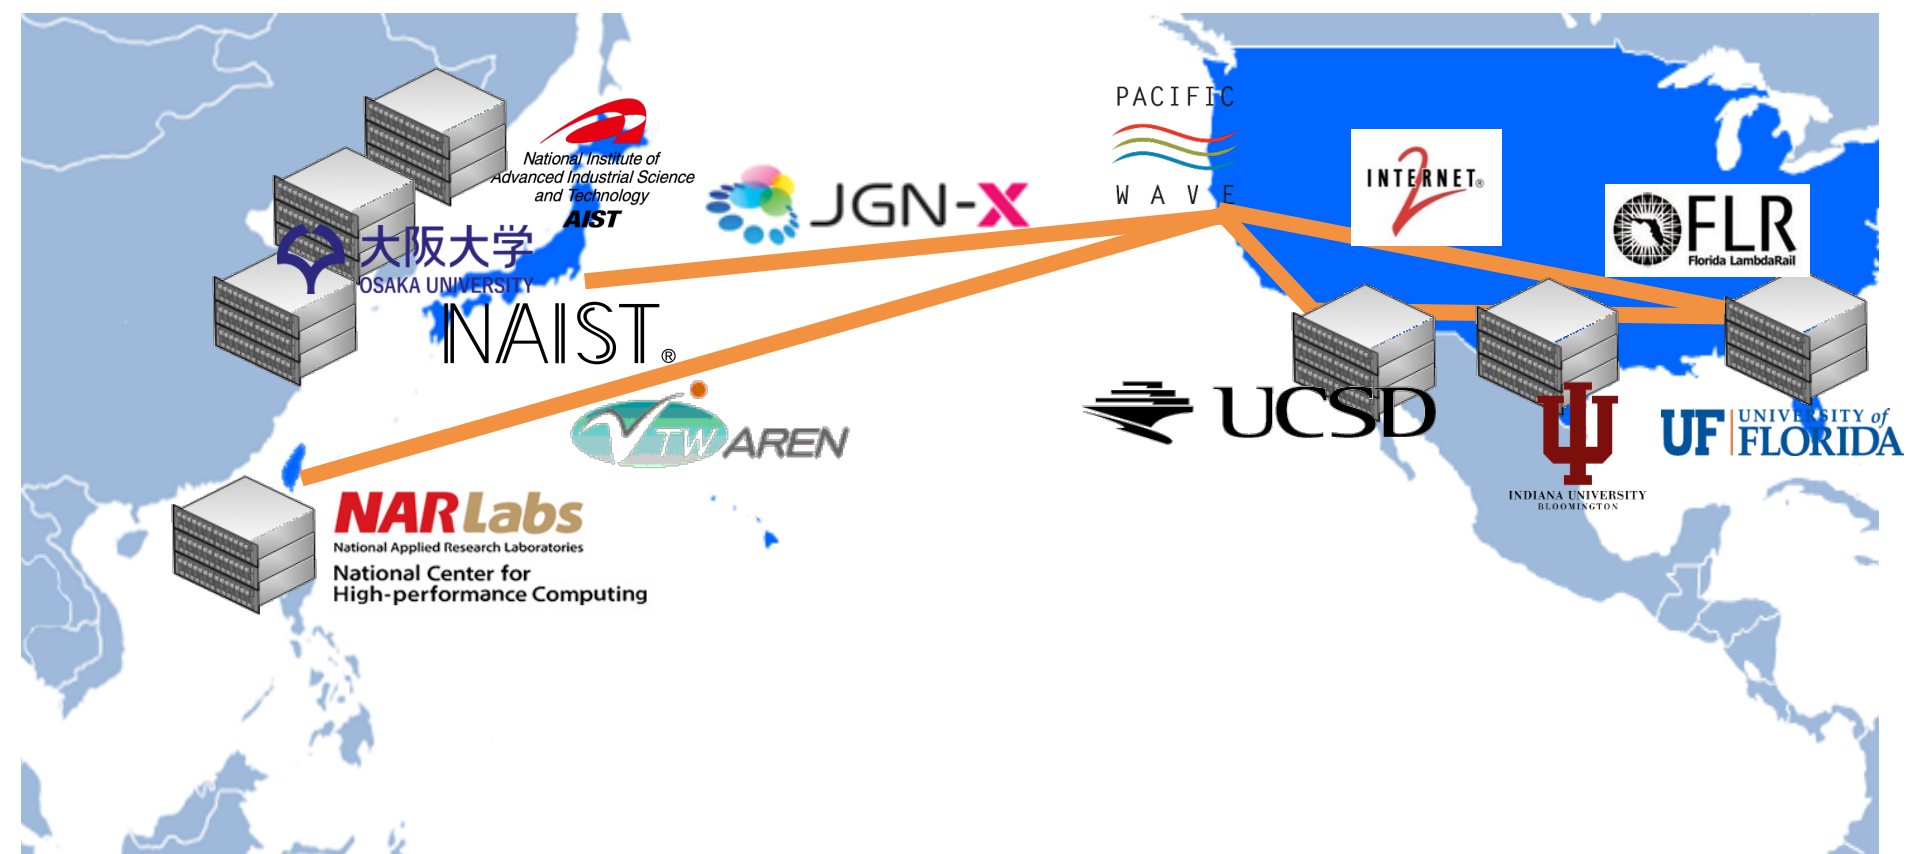 National Institute of
Advanced Industrial Science
and Technology
AIST
大阪大学
OSAKA UNIVERSITY
NAIST®
JGN-X
TWAREN
NARLabs
National Applied Research Laboratories
National Center for
High-performance Computing
PACIFIC
WAVE
INTERNET®
2
FLR
Florida LambdaRail
UCSD
INDIANA UNIVERSITY
BLOOMINGTON
UF
UNIVERSITY of
FLORIDA